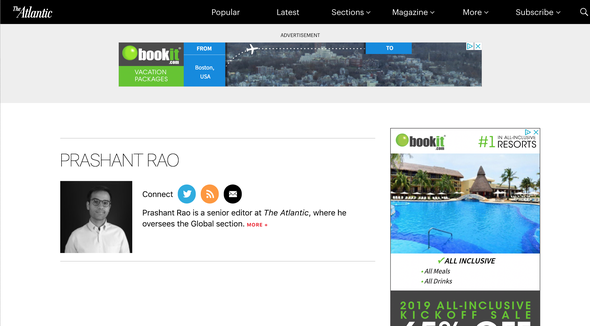 The Atlantic
Popular
Latest
Sections
Magazine
More
Subscribe
ADVERTISEMENT
bookit.com
VACATION
PACKAGES
FROM
Boston,
USA
TO
PRASHANT RAO
Connect
Prashant Rao is a senior editor at The Atlantic, where he
oversees the Global section. MORE »
bookit.com
#1 IN ALL-INCLUSIVE
RESORTS
ALL INCLUSIVE
• All Meals
• All Drinks
2019 ALL-INCLUSIVE
KICKOFF SALE
65% OFF